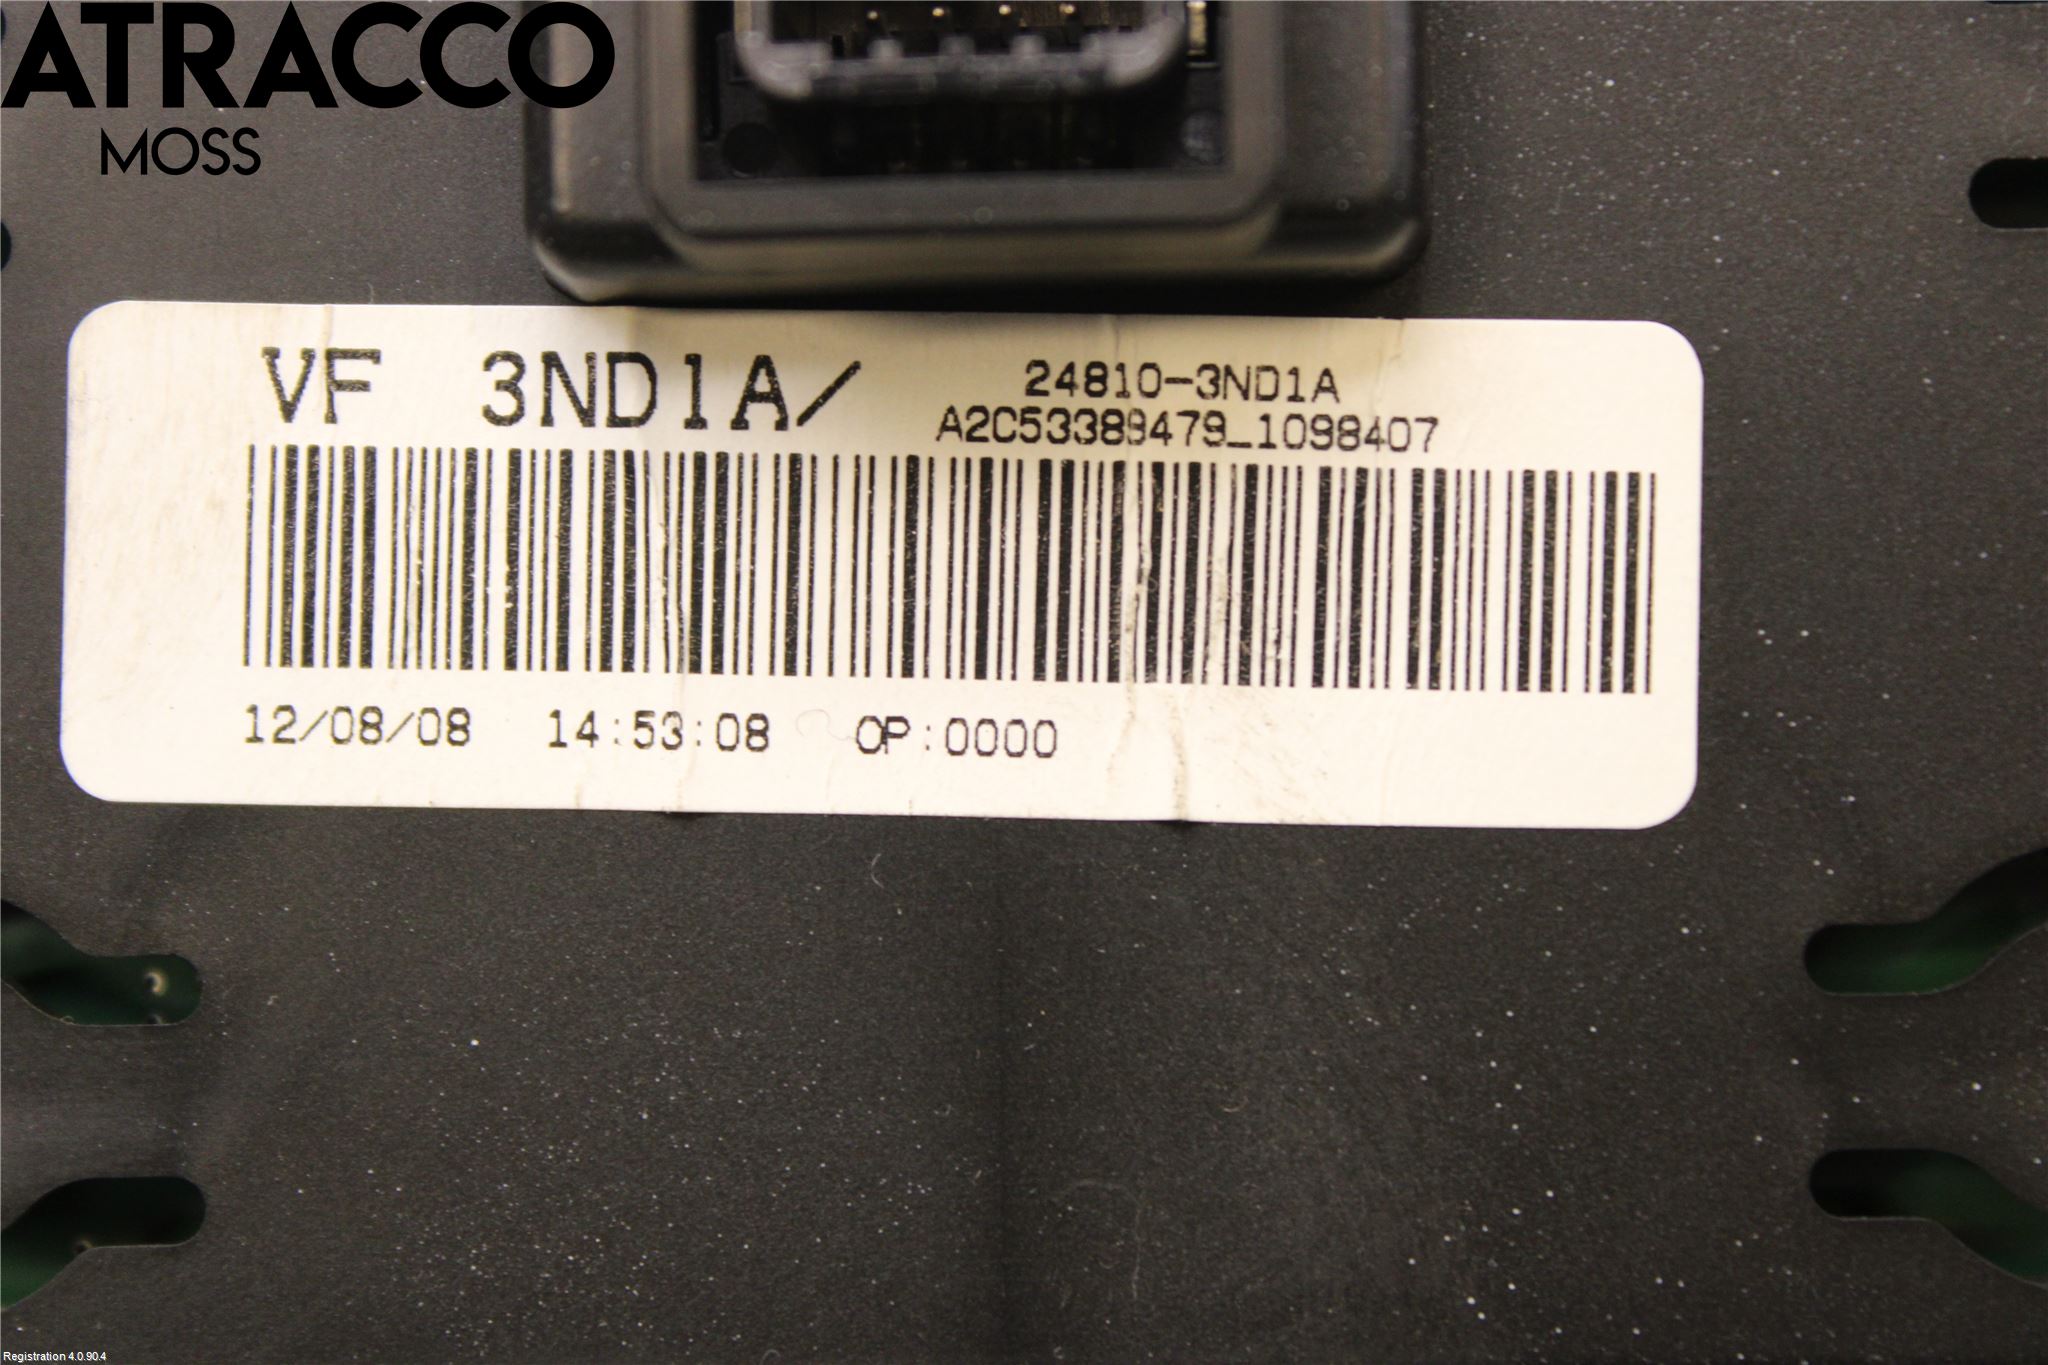 ATRACCO
MOSS
VF 3ND1A/
24810-3ND1A
A2C53389479_1098407
12/08/08 14:53:08 OP:0000
Registration 4.0.90.4